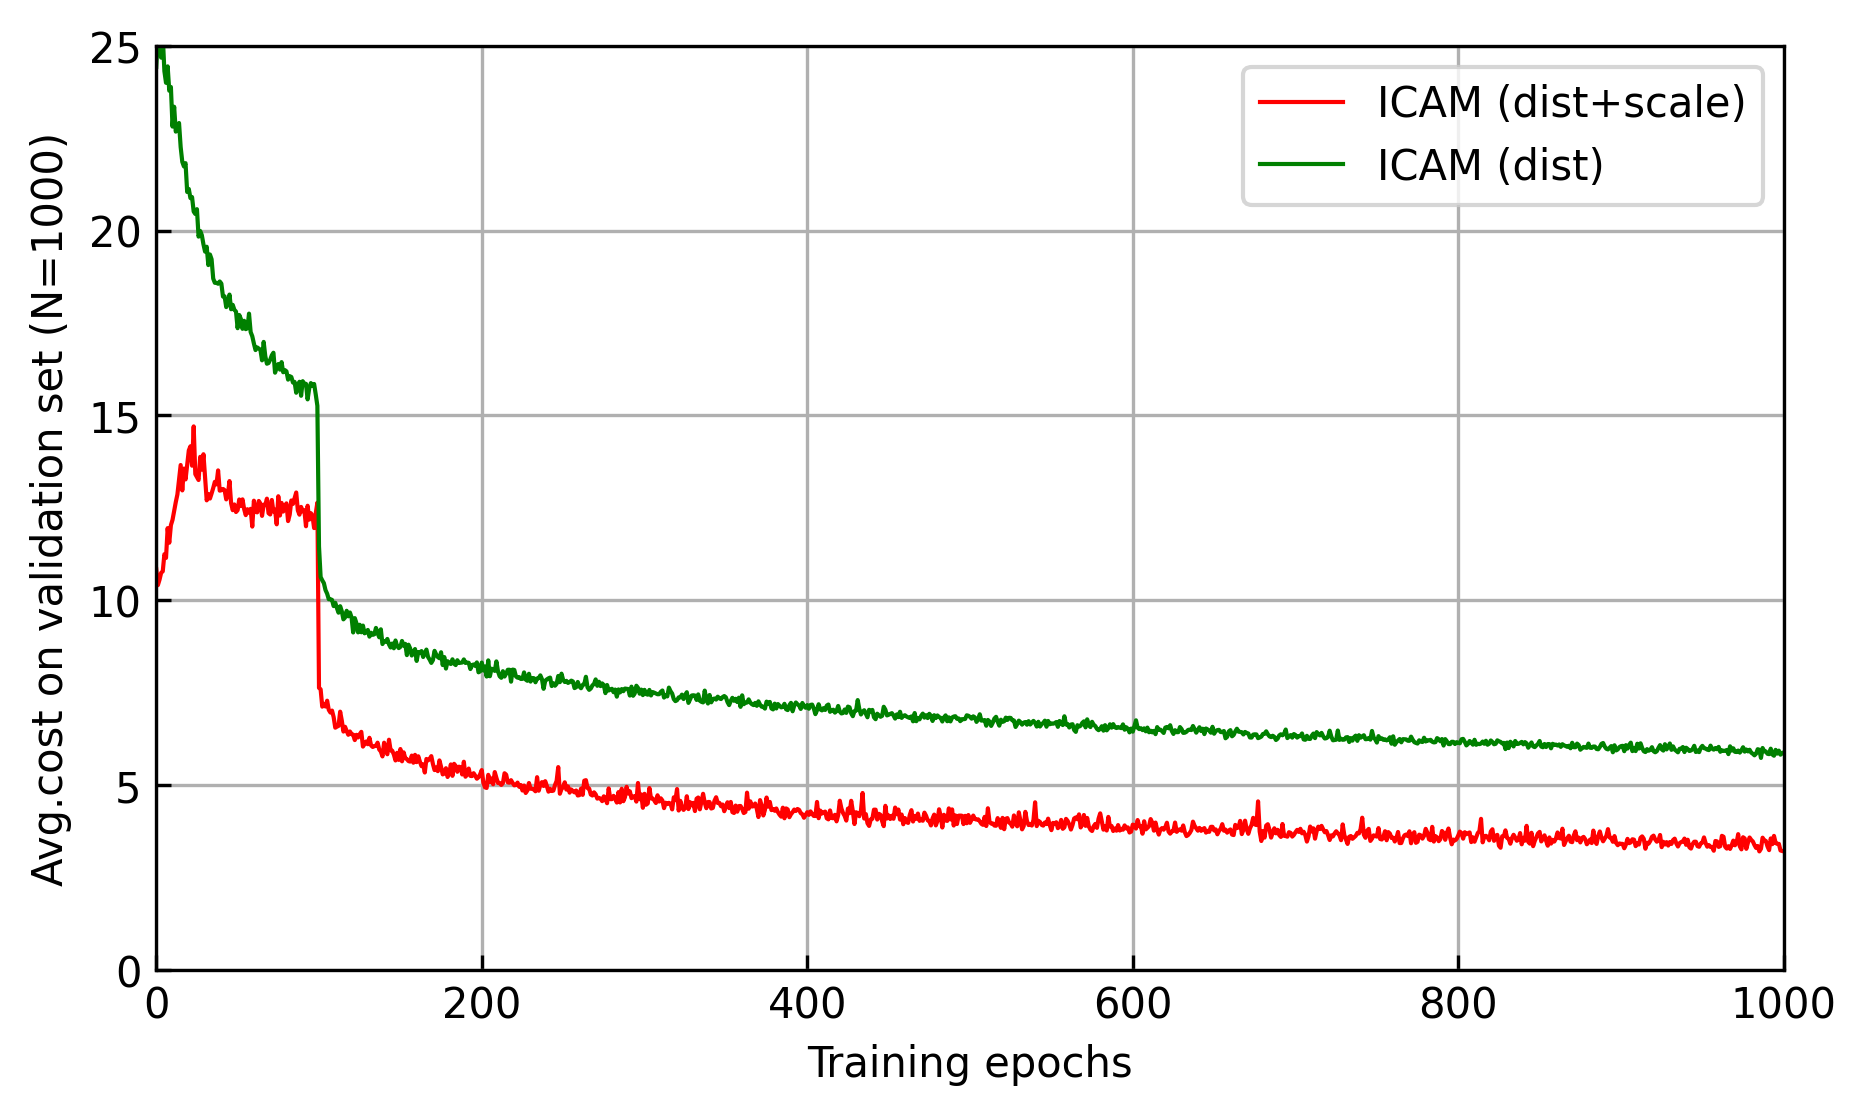 25
20
15
10
5
0
0 200 400 600 800 1000
Avg.cost on validation set (N=1000)
Training epochs
ICAM (dist+scale)
ICAM (dist)